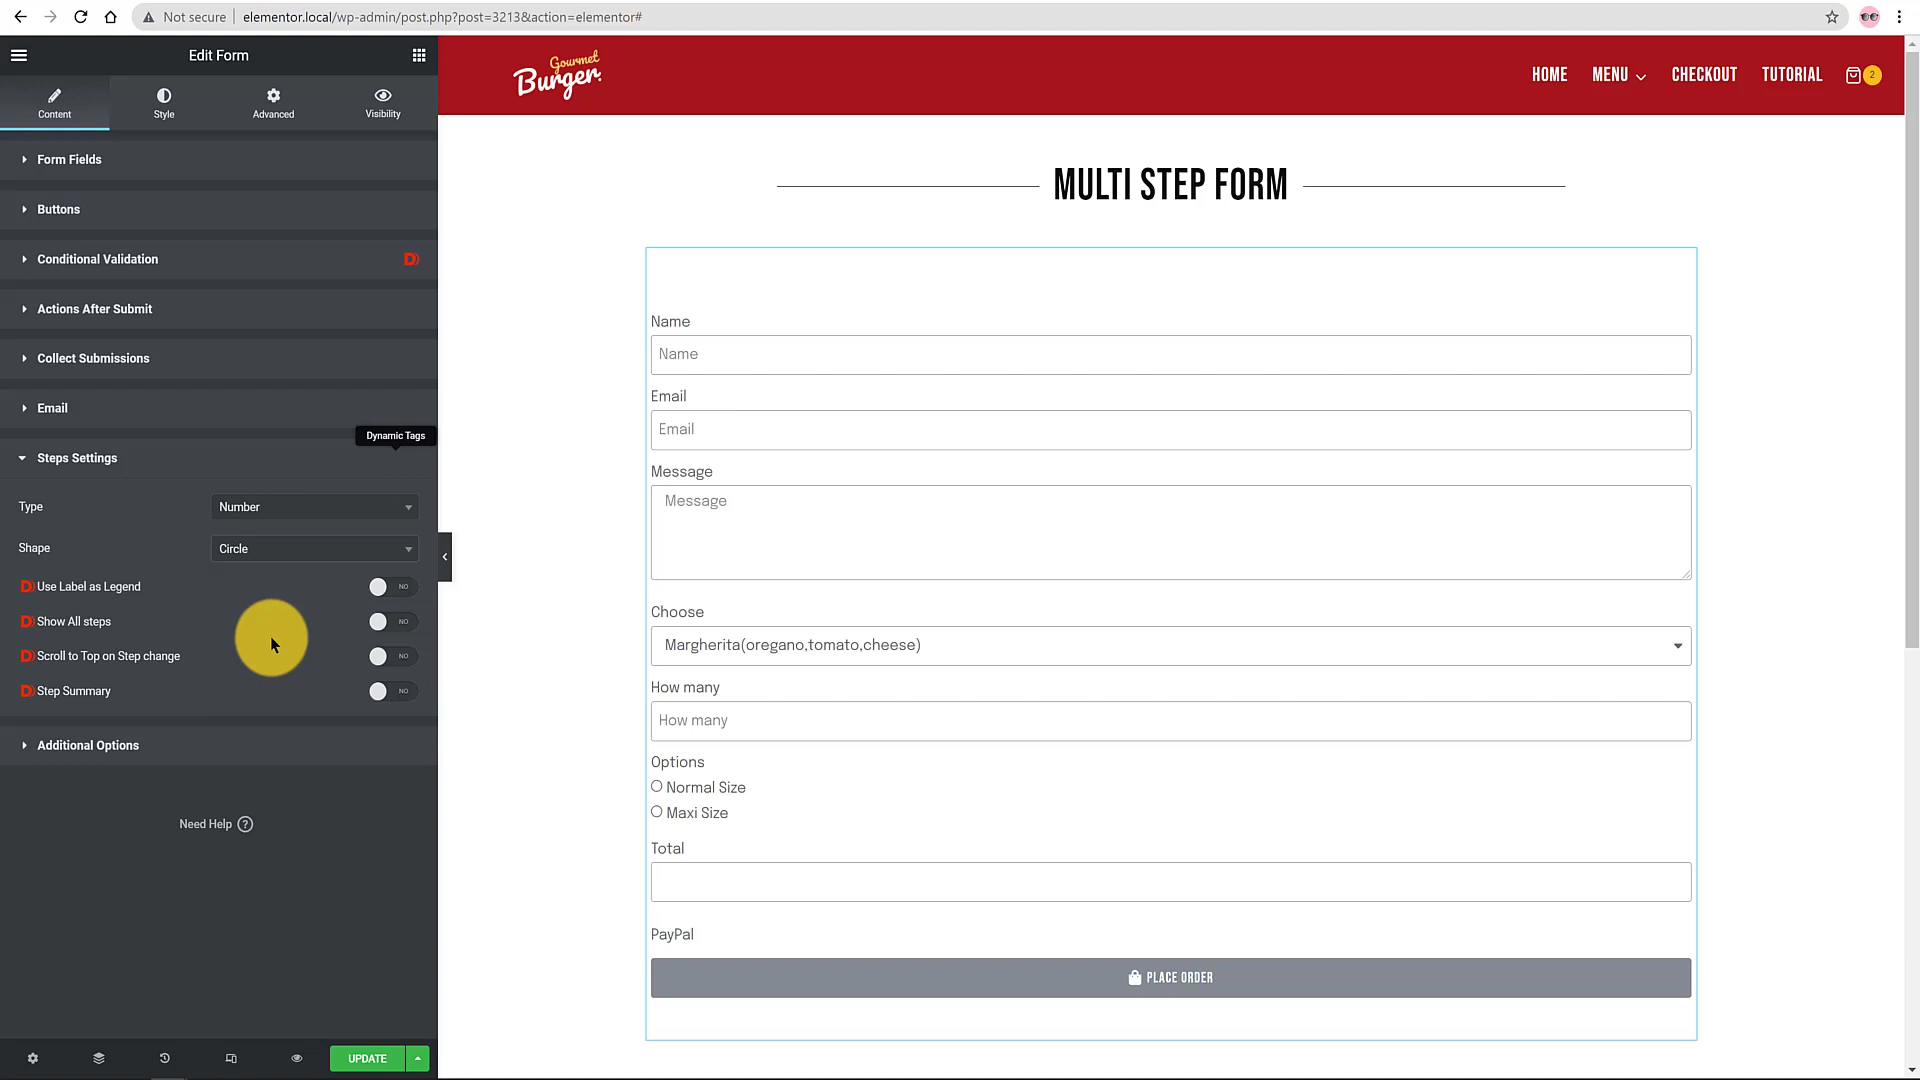 Not secure
elementor.local/wp-admin/post.php?post=3213&action=elementor#
Edit Form
Content
Style
Advanced
Visibility
Form Fields
Buttons
Conditional Validation
Actions After Submit
Collect Submissions
Email
Dynamic Tags
Steps Settings
Type
Number
Shape
Circle
Use Label as Legend
NO
Show All steps
NO
Scroll to Top on Step change
NO
Step Summary
NO
Additional Options
Need Help
UPDATE
Gourmet
Burger
HOME
MENU
CHECKOUT
TUTORIAL
2
MULTI STEP FORM
Name
Name
Email
Email
Message
Message
Choose
Margherita(oregano,tomato,cheese)
How many
How many
Options
Normal Size
Maxi Size
Total
PayPal
PLACE ORDER